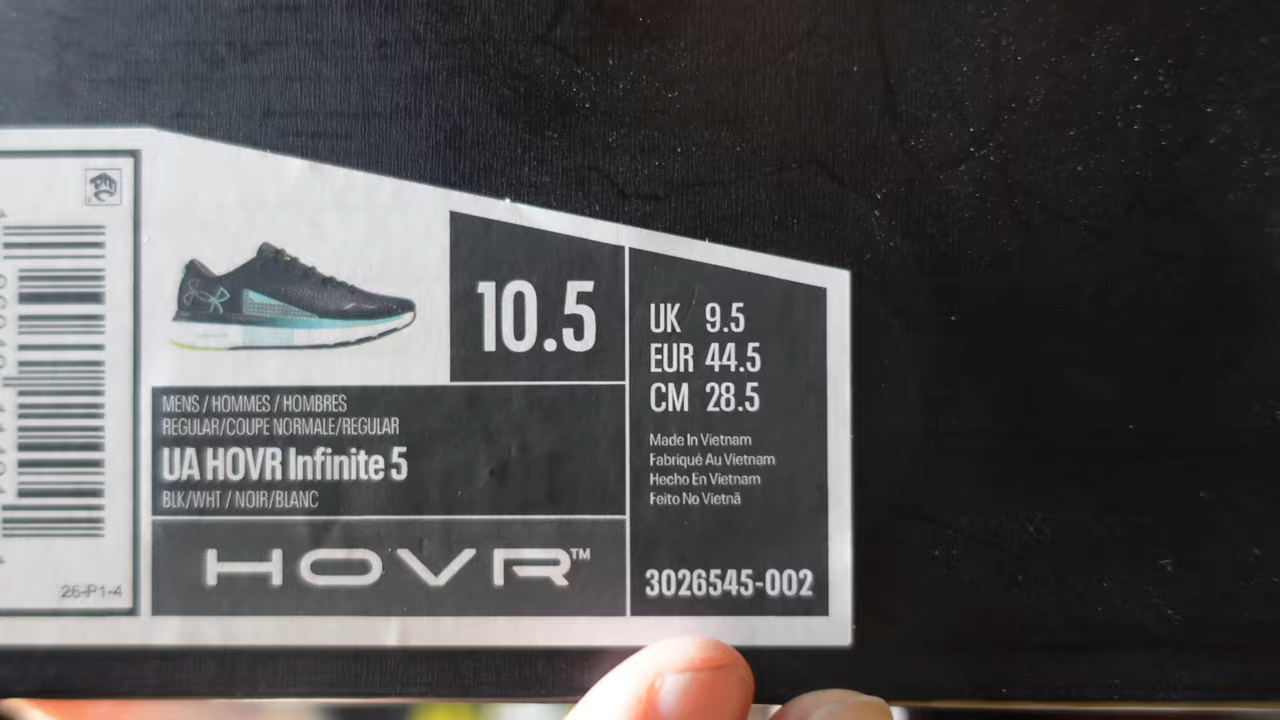 10.5
UK 9.5
EUR 44.5
CM 28.5
MENS / HOMMES / HOMBRES
REGULAR/COUPE NORMALE/REGULAR
UA HOVR Infinite 5
BLK/WHT / NOIR/BLANC
Made In Vietnam
Fabriqué Au Vietnam
Hecho En Vietnam
Feito No Vietnã
HOVR™
3026545-002
26-P1-4